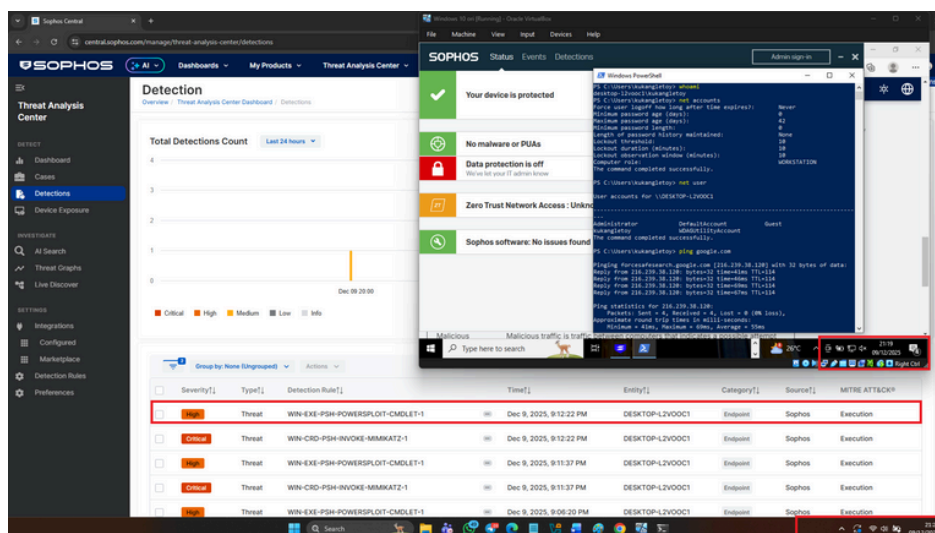 Sophos Central
Windows 10 ori [Running] - Oracle VirtualBox
File Machine View Input Devices Help
central.sophos.com/manage/threat-analysis-center/detections
SOPHOS
AI
Dashboards
My Products
Threat Analysis Center
SOPHOS Status Events Detections
Admin sign-in
Threat Analysis
Center
DETECT
Dashboard
Cases
Detections
Device Exposure
INVESTIGATE
AI Search
Threat Graphs
Live Discover
SETTINGS
Integrations
Configured
Marketplace
Detection Rules
Preferences
Detection
Overview / Threat Analysis Center Dashboard / Detections
Total Detections Count
Last 24 hours
4
3
2
1
0
Dec 09 20:00
Critical High Medium Low Info
Your device is protected
No malware or PUAs
Data protection is off
We've let your IT admin know
Zero Trust Network Access : Unkno
Sophos software: No issues found
Malicious Malicious traffic is traffic between computers that indicates a possible attempt
Windows PowerShell
PS C:\Users\kukangletoy> whoami
desktop-l2vooc1\kukangletoy
PS C:\Users\kukangletoy> net accounts
Force user logoff how long after time expires?: Never
Minimum password age (days): 0
Maximum password age (days): 42
Minimum password length: 0
Length of password history maintained: None
Lockout threshold: 10
Lockout duration (minutes): 10
Lockout observation window (minutes): 10
Computer role: WORKSTATION
The command completed successfully.
PS C:\Users\kukangletoy> net user
User accounts for \\DESKTOP-L2VOOC1
Administrator DefaultAccount Guest
kukangletoy WDAGUtilityAccount
The command completed successfully.
PS C:\Users\kukangletoy> ping google.com
Pinging forcesafesearch.google.com [216.239.38.120] with 32 bytes of data:
Reply from 216.239.38.120: bytes=32 time=41ms TTL=114
Reply from 216.239.38.120: bytes=32 time=46ms TTL=114
Reply from 216.239.38.120: bytes=32 time=69ms TTL=114
Reply from 216.239.38.120: bytes=32 time=67ms TTL=114
Ping statistics for 216.239.38.120:
Packets: Sent = 4, Received = 4, Lost = 0 (0% loss),
Approximate round trip times in milli-seconds:
Minimum = 41ms, Maximum = 69ms, Average = 55ms
Type here to search
26°C
21:19
09/12/2025
Right Ctrl
Group by: None (Ungrouped)
Actions
Severity Type Detection Rule Time Entity Category Source MITRE ATT&CK®
High Threat WIN-EXE-PSH-POWERSPLOIT-CMDLET-1 Dec 9, 2025, 9:12:22 PM DESKTOP-L2VOOC1 Endpoint Sophos Execution
Critical Threat WIN-CRD-PSH-INVOKE-MIMIKATZ-1 Dec 9, 2025, 9:12:22 PM DESKTOP-L2VOOC1 Endpoint Sophos Execution
High Threat WIN-EXE-PSH-POWERSPLOIT-CMDLET-1 Dec 9, 2025, 9:11:37 PM DESKTOP-L2VOOC1 Endpoint Sophos Execution
Critical Threat WIN-CRD-PSH-INVOKE-MIMIKATZ-1 Dec 9, 2025, 9:11:37 PM DESKTOP-L2VOOC1 Endpoint Sophos Execution
High Threat WIN-EXE-PSH-POWERSPLOIT-CMDLET-1 Dec 9, 2025, 9:06:20 PM DESKTOP-L2VOOC1 Endpoint Sophos Execution
Search